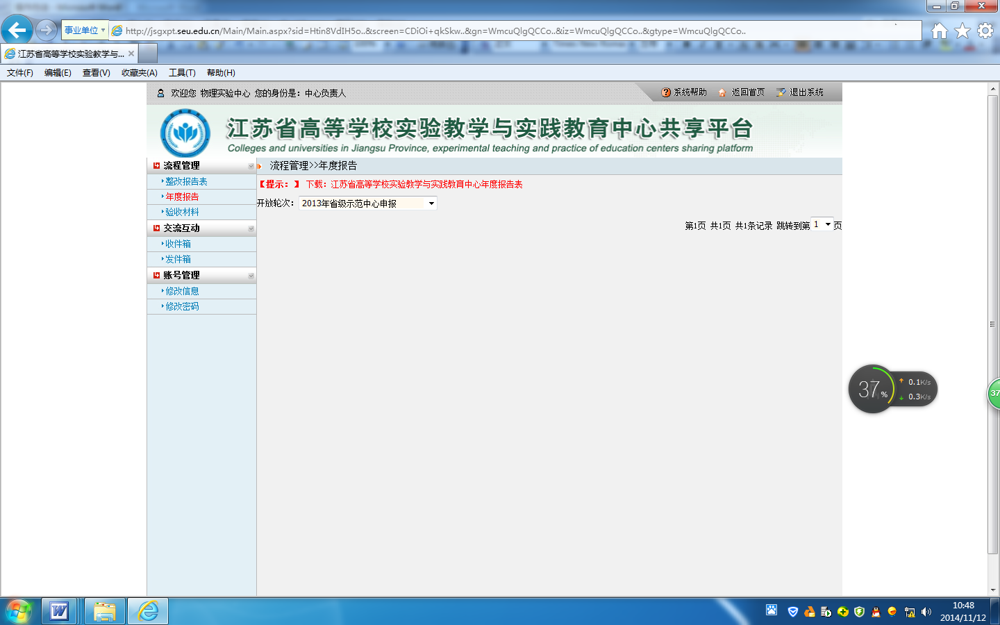 事业单位
http://jsgxpt.seu.edu.cn/Main/Main.aspx?sid=Htin8VdIH5o..&screen=CDiOi+qkSkw..&gn=WmcuQlgQCCo..&iz=WmcuQlgQCCo..&gtype=WmcuQlgQCCo..
江苏省高等学校实验教学与...
文件(F) 编辑(E) 查看(V) 收藏夹(A) 工具(T) 帮助(H)
欢迎您 物理实验中心 您的身份是：中心负责人
系统帮助 返回首页 退出系统
江苏省高等学校实验教学与实践教育中心共享平台
Colleges and universities in Jiangsu Province, experimental teaching and practice of education centers sharing platform
流程管理
整改报告表
年度报告
验收材料
交流互动
收件箱
发件箱
账号管理
修改信息
修改密码
流程管理>>年度报告
【提示：】 下载：江苏省高等学校实验教学与实践教育中心年度报告表
开放轮次： 2013年省级示范中心申报
第1页 共1页 共1条记录 跳转到第 1 页
37%
0.1K/s
0.3K/s
37
10:48
2014/11/12